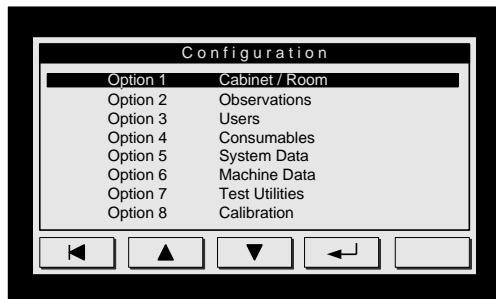 Configuration
Option 1 Cabinet / Room
Option 2 Observations
Option 3 Users
Option 4 Consumables
Option 5 System Data
Option 6 Machine Data
Option 7 Test Utilities
Option 8 Calibration